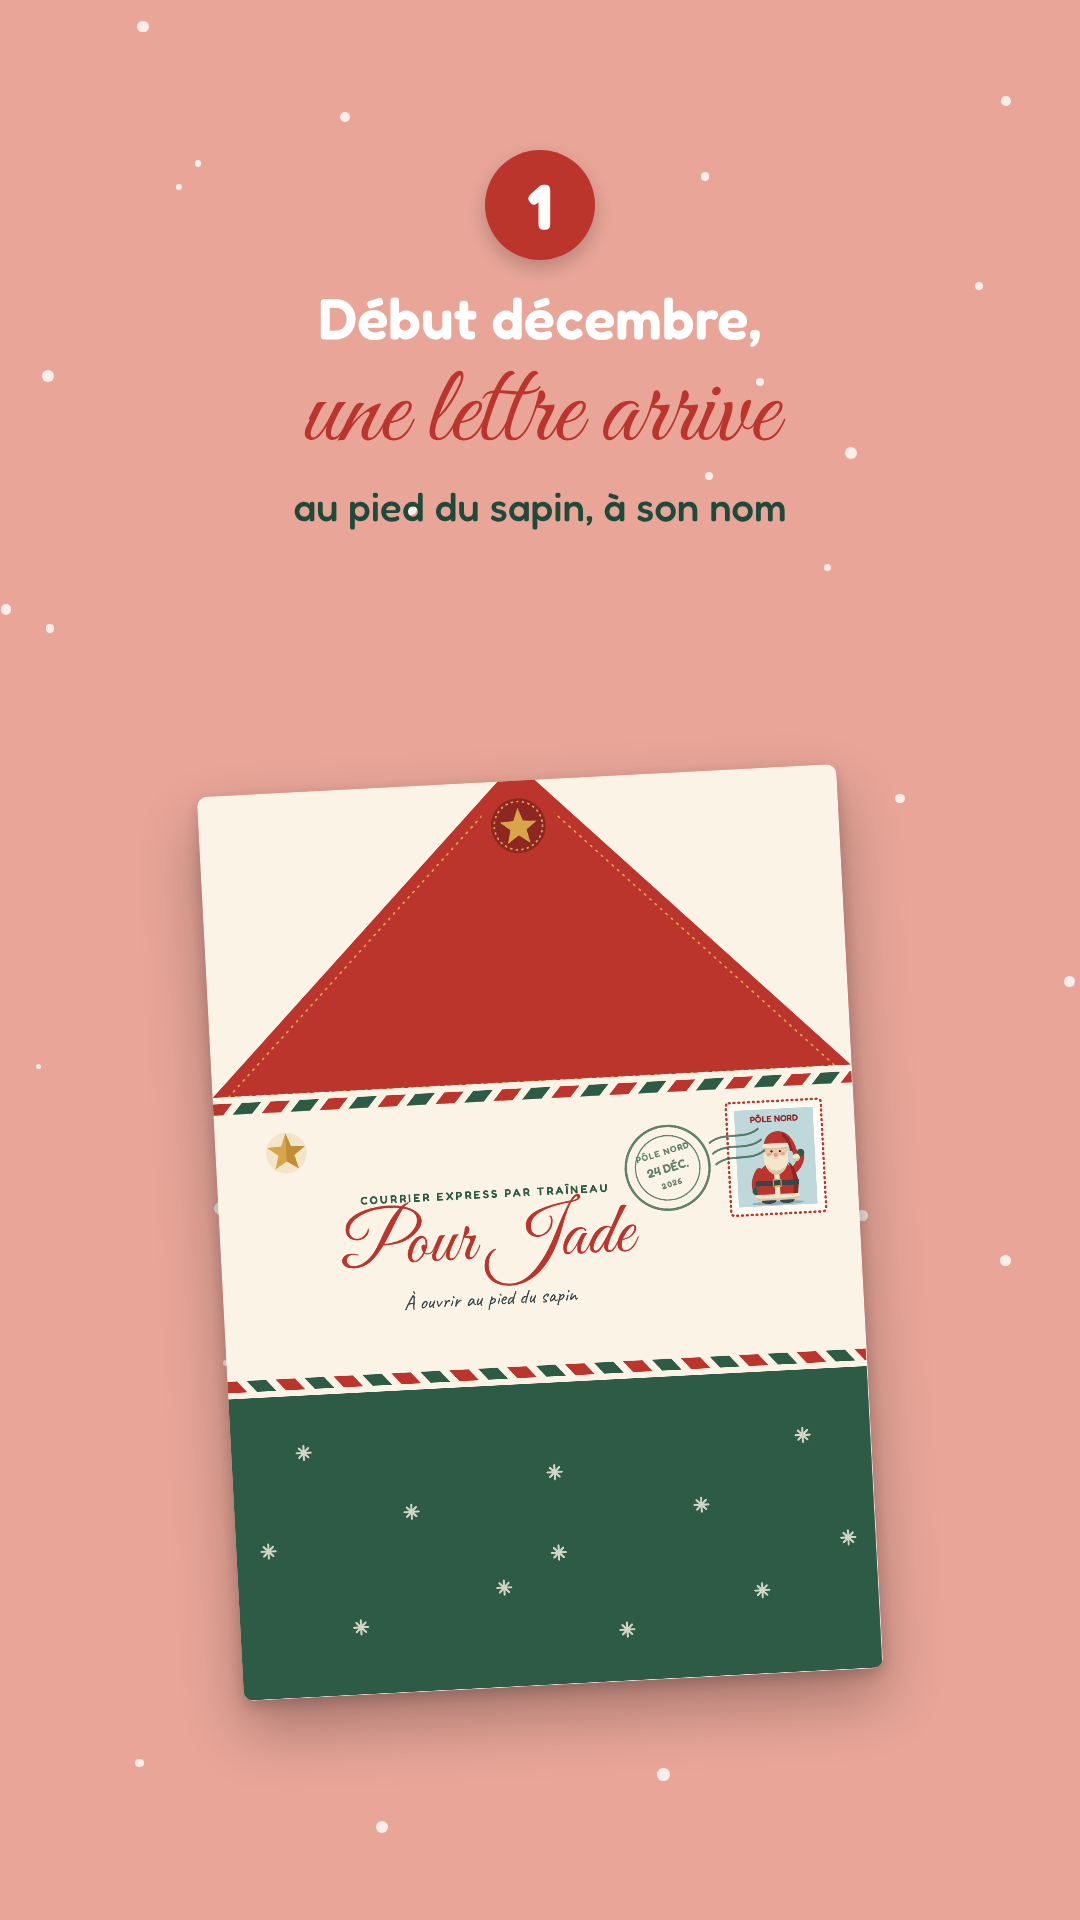 1
Début décembre,
une lettre arrive
au pied du sapin, à son nom
PÔLE NORD
PÔLE NORD
24 DÉC.
2026
COURRIER EXPRESS PAR TRAÎNEAU
Pour Jade
À ouvrir au pied du sapin